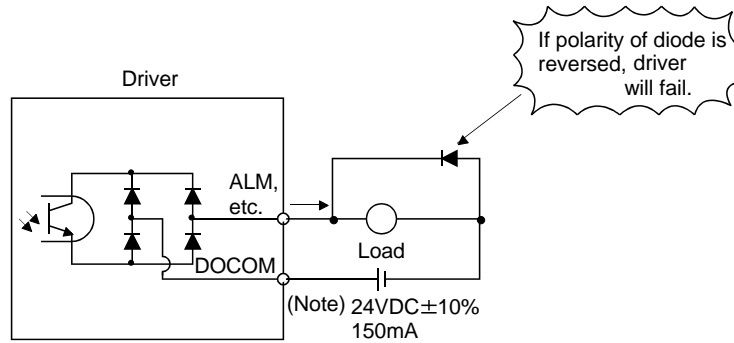 If polarity of diode is
reversed, driver
will fail.
Driver
ALM,
etc.
Load
DOCOM
(Note) 24VDC±10%
150mA